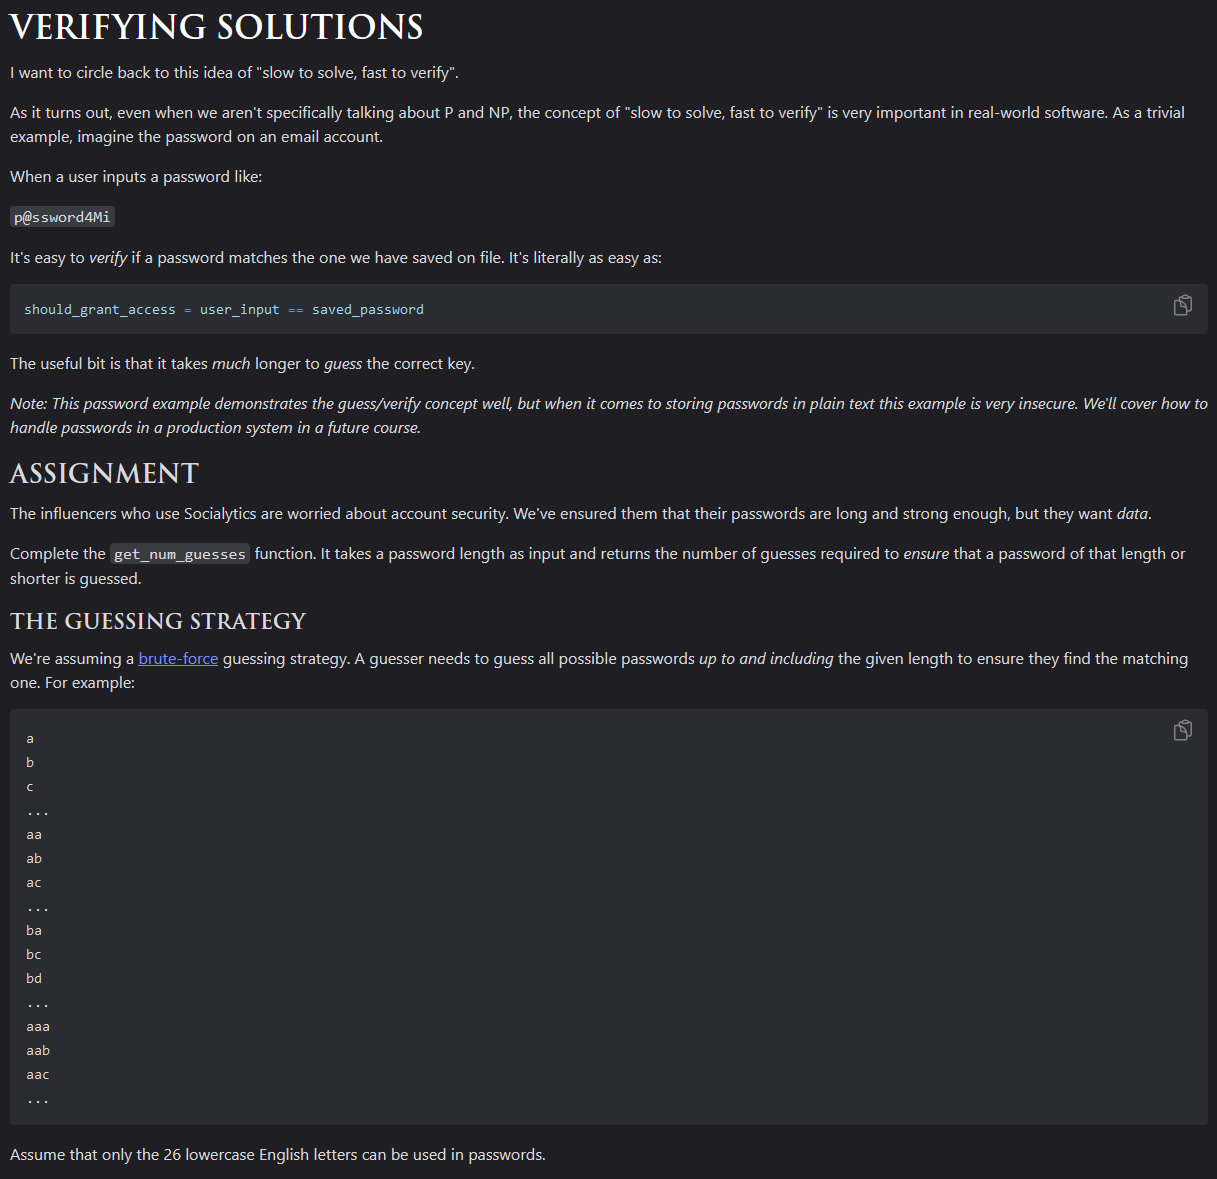 VERIFYING SOLUTIONS
I want to circle back to this idea of "slow to solve, fast to verify".
As it turns out, even when we aren't specifically talking about P and NP, the concept of "slow to solve, fast to verify" is very important in real-world software. As a trivial
example, imagine the password on an email account.
When a user inputs a password like:
p@ssword4Mi
It's easy to verify if a password matches the one we have saved on file. It's literally as easy as:
should_grant_access = user_input == saved_password
The useful bit is that it takes much longer to guess the correct key.
Note: This password example demonstrates the guess/verify concept well, but when it comes to storing passwords in plain text this example is very insecure. We'll cover how to
handle passwords in a production system in a future course.
ASSIGNMENT
The influencers who use Socialytics are worried about account security. We've ensured them that their passwords are long and strong enough, but they want data.
Complete the get_num_guesses function. It takes a password length as input and returns the number of guesses required to ensure that a password of that length or
shorter is guessed.
THE GUESSING STRATEGY
We're assuming a brute-force guessing strategy. A guesser needs to guess all possible passwords up to and including the given length to ensure they find the matching
one. For example:
a
b
c
...
aa
ab
ac
...
ba
bc
bd
...
aaa
aab
aac
...
Assume that only the 26 lowercase English letters can be used in passwords.